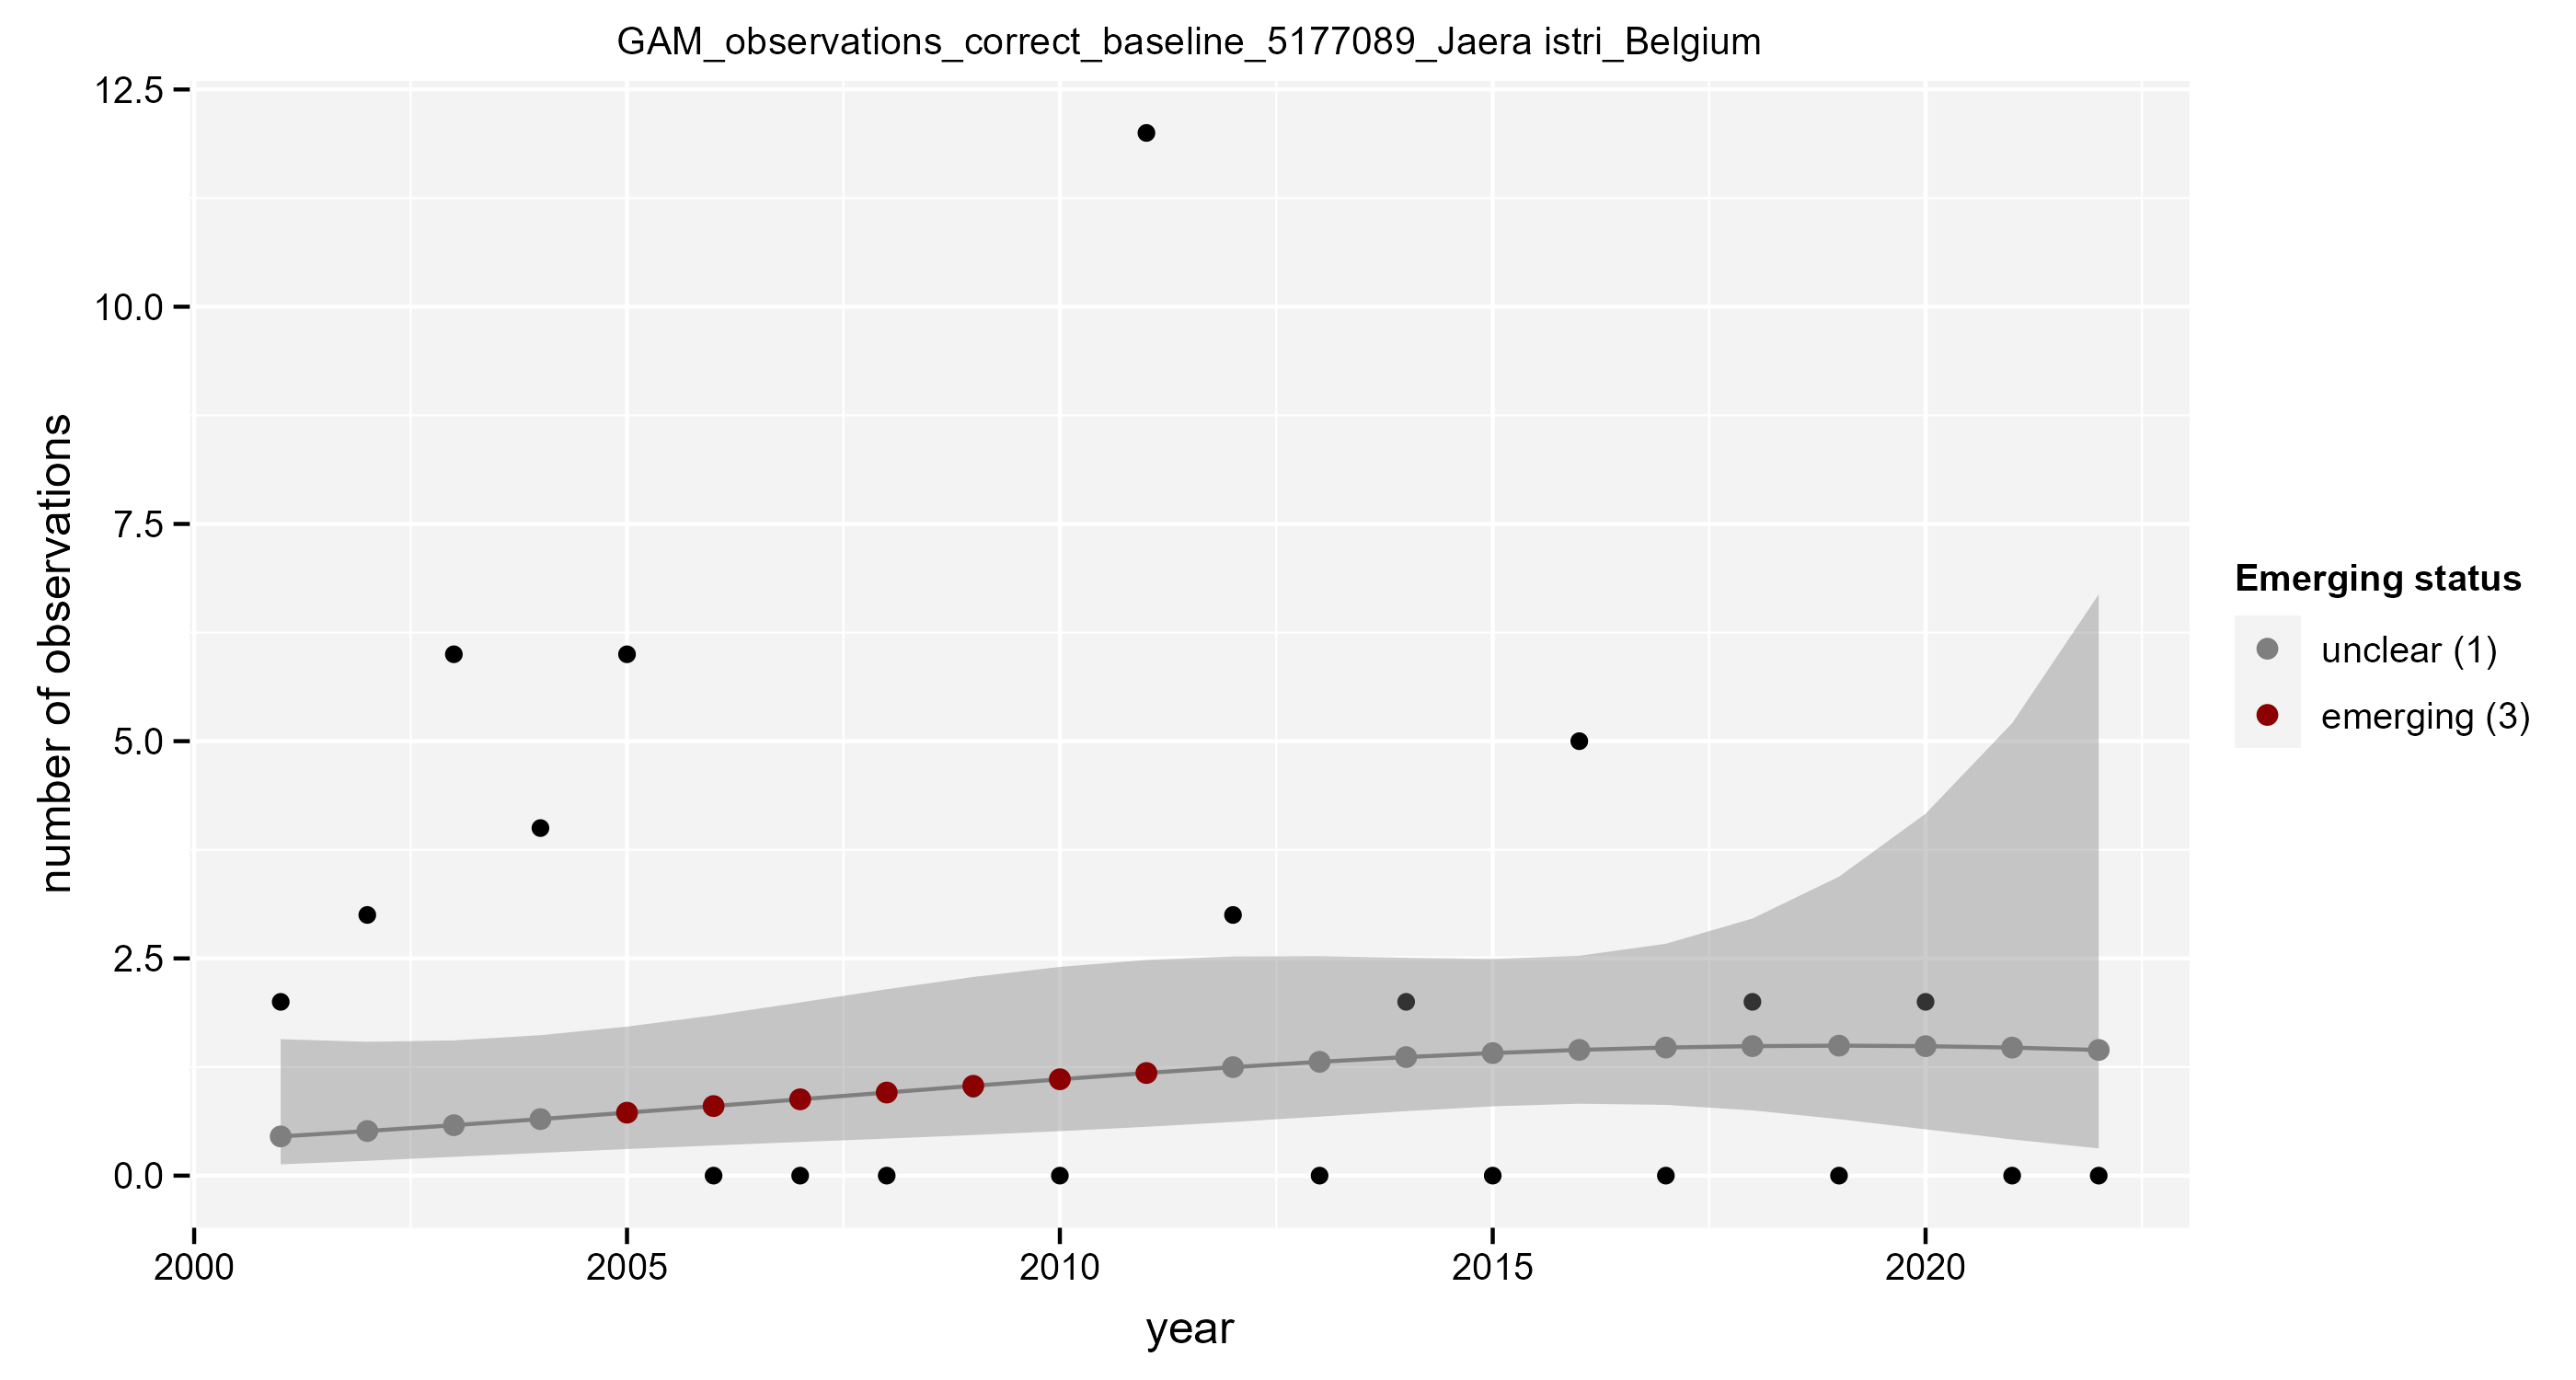 GAM_observations_correct_baseline_5177089_Jaera istri_Belgium
12.5
10.0
7.5
5.0
2.5
0.0
number of observations
2000 2005 2010 2015 2020
year
Emerging status
unclear (1)
emerging (3)